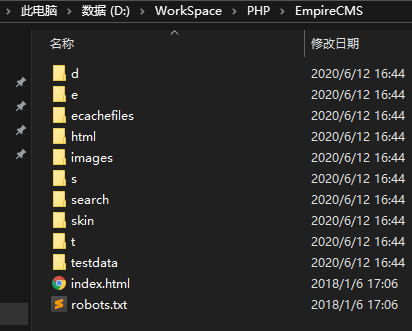 此电脑 > 数据 (D:) > WorkSpace > PHP > EmpireCMS
名称 修改日期
d 2020/6/12 16:44
e 2020/6/12 16:44
ecachefiles 2020/6/12 16:44
html 2020/6/12 16:44
images 2020/6/12 16:44
s 2020/6/12 16:44
search 2020/6/12 16:44
skin 2020/6/12 16:44
t 2020/6/12 16:44
testdata 2020/6/12 16:44
index.html 2018/1/6 17:06
robots.txt 2018/1/6 17:06